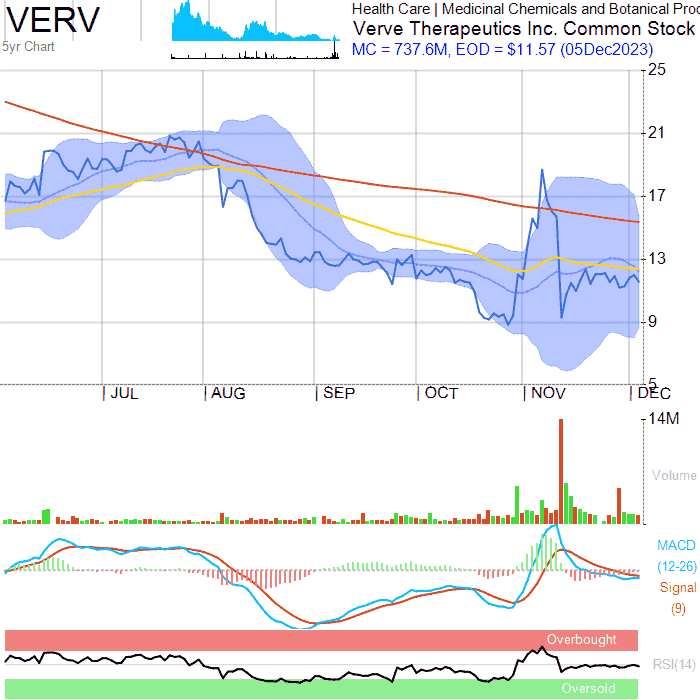 VERV
5yr Chart
Health Care | Medicinal Chemicals and Botanical Proc
Verve Therapeutics Inc. Common Stock
MC = 737.6M, EOD = $11.57 (05Dec2023)
25
21
17
13
9
5
JUL
AUG
SEP
OCT
NOV
DEC
14M
Volume
MACD
(12-26)
Signal
(9)
Overbought
RSI(14)
Oversold